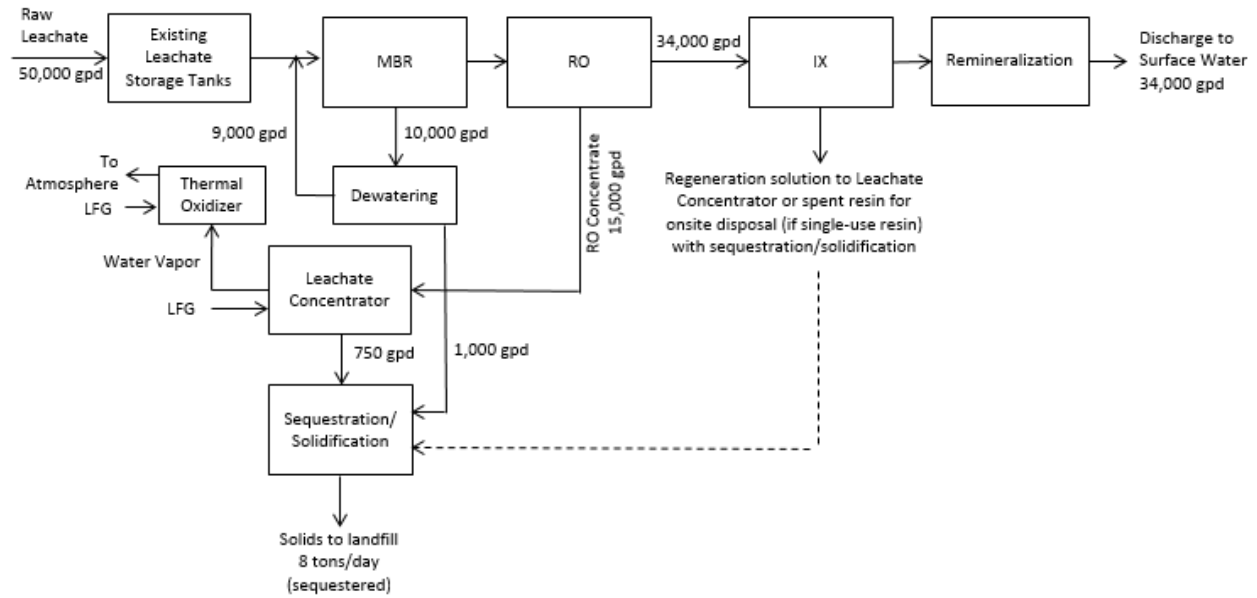 Raw
Leachate
50,000 gpd
Existing
Leachate
Storage Tanks
MBR
RO
34,000 gpd
IX
Remineralization
Discharge to
Surface Water
34,000 gpd
9,000 gpd
10,000 gpd
To
Atmosphere
LFG
Thermal
Oxidizer
Dewatering
RO Concentrate
15,000 gpd
Regeneration solution to Leachate
Concentrator or spent resin for
onsite disposal (if single-use resin)
with sequestration/solidification
Water Vapor
LFG
Leachate
Concentrator
750 gpd
1,000 gpd
Sequestration/
Solidification
Solids to landfill
8 tons/day
(sequestered)